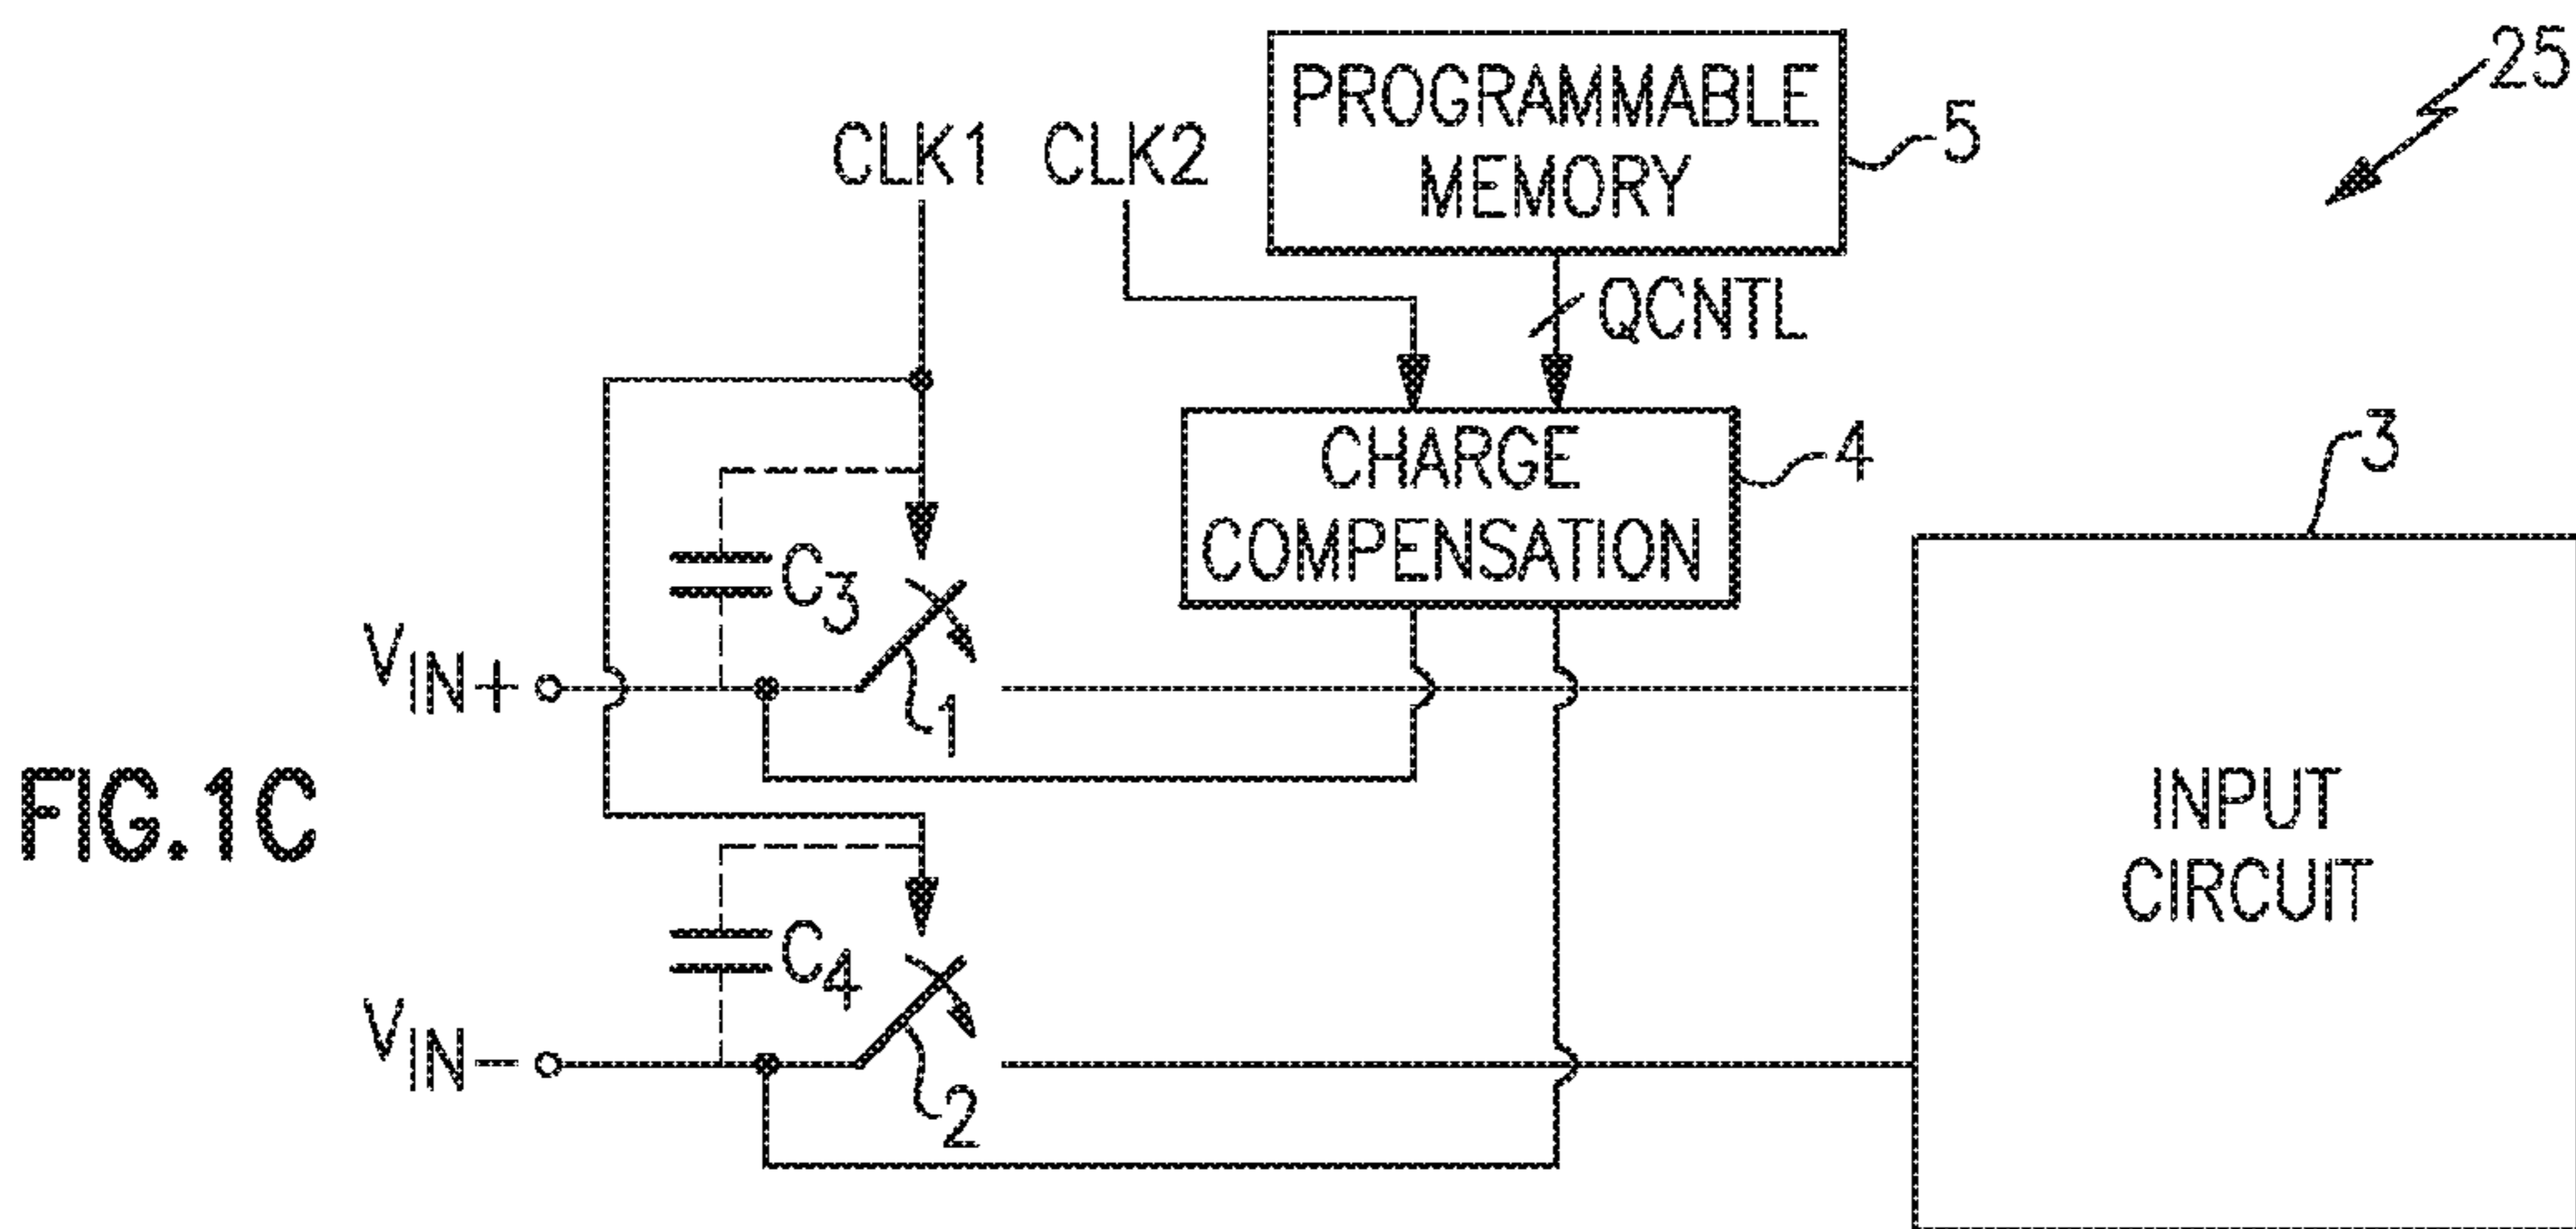 25
PROGRAMMABLE
MEMORY
5
CLK1 CLK2
QCNTL
CHARGE
COMPENSATION
4
3
C3
VIN+
1
FIG.1C
INPUT
CIRCUIT
C4
VIN-
2